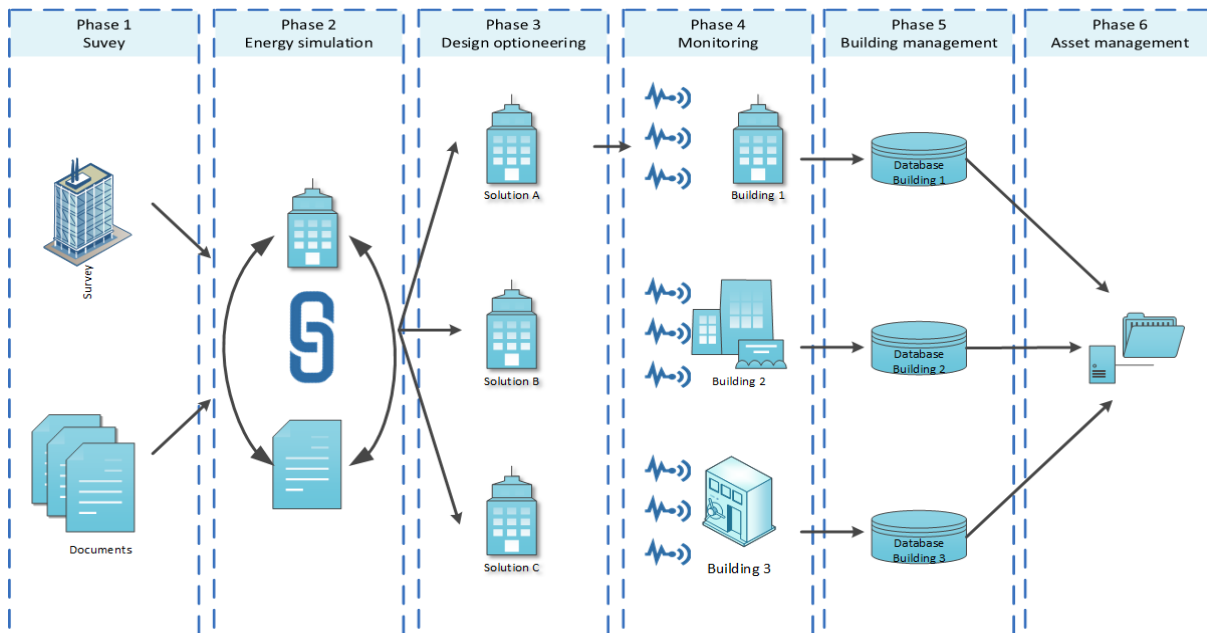 Phase 1
Suvey
Phase 2
Energy simulation
Phase 3
Design optioneering
Phase 4
Monitoring
Phase 5
Building management
Phase 6
Asset management
Survey
Documents
Solution A
Solution B
Solution C
Building 1
Building 2
Building 3
Database
Building 1
Database
Building 2
Database
Building 3